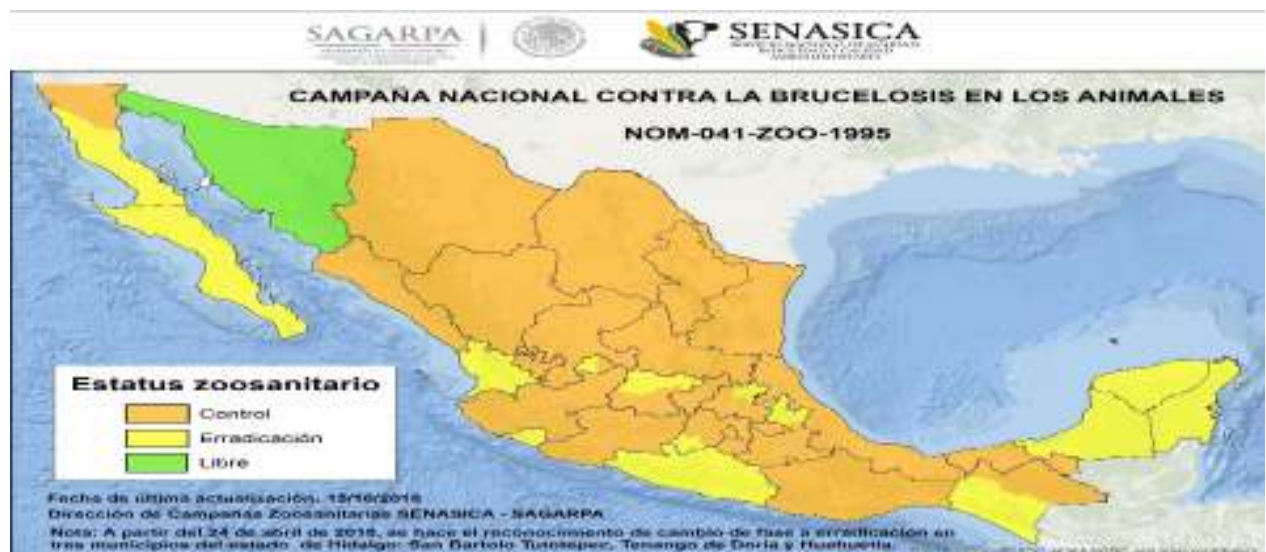 SAGARPA
SENASICA
CAMPAÑA NACIONAL CONTRA LA BRUCELOSIS EN LOS ANIMALES
NOM-041-ZOO-1995
Estatus zoosanitario
Control
Erradicación
Libre
Fecha de última actualización:
Dirección de Campañas Zoosanitarias SENASICA - SAGARPA
Nota: A partir del 24 de abril de se hace el reconocimiento de cambio de fase a erradicación en
tres municipios del estado de Hidalgo: San Bartolo Tutotepec, Tenango de Doria y Huehuetla.